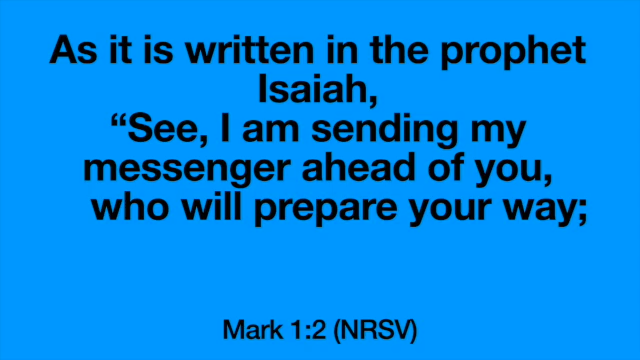 As it is written in the prophet
Isaiah,
“See, I am sending my
messenger ahead of you,
who will prepare your way;
Mark 1:2 (NRSV)